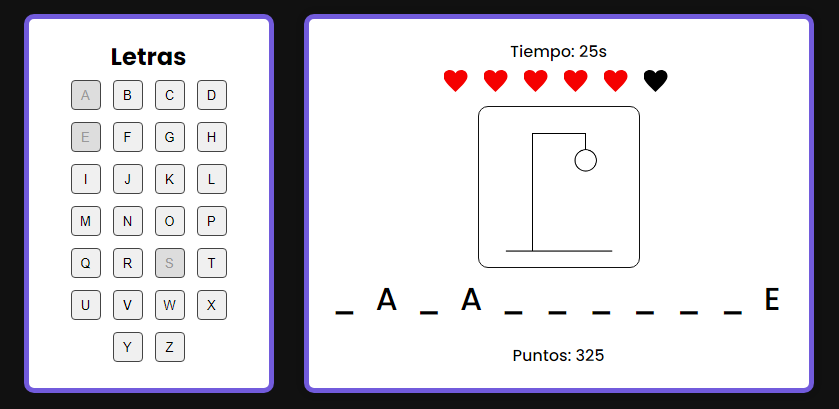 Letras
A B C D
E F G H
I J K L
M N O P
Q R S T
U V W X
Y Z
Tiempo: 25s
_ A _ A _ _ _ _ _ _ E
Puntos: 325